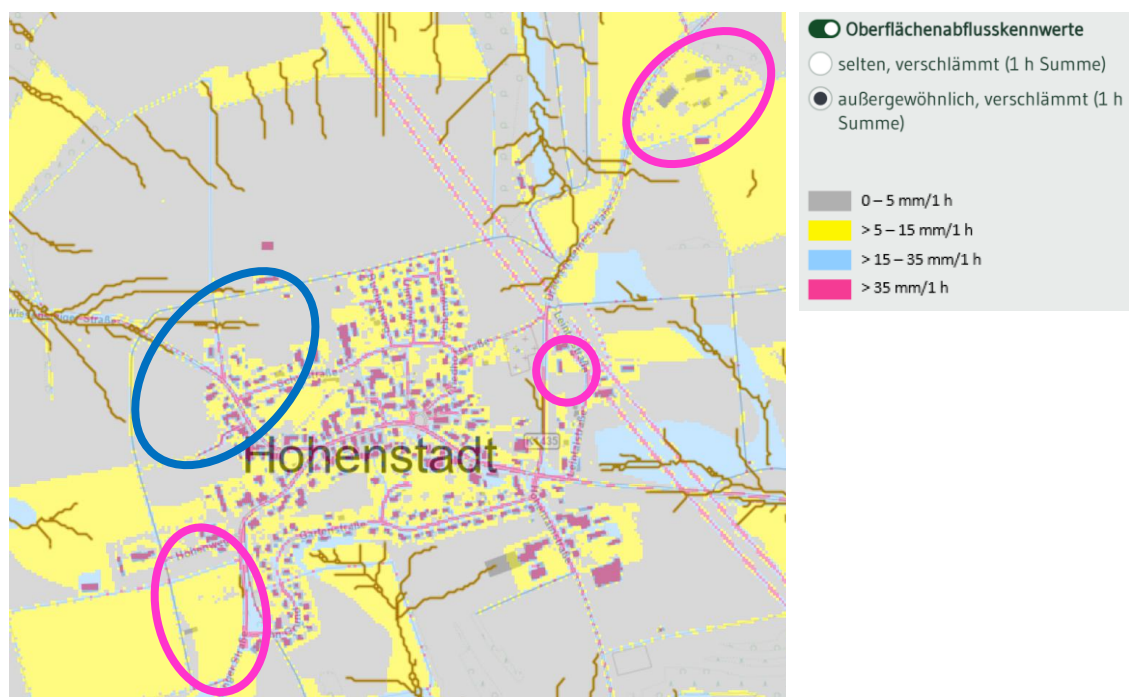 Oberflächenabflusskennwerte
selten, verschlämmt (1 h Summe)
außergewöhnlich, verschlämmt (1 h
Summe)
0 – 5 mm/1 h
> 5 – 15 mm/1 h
> 15 – 35 mm/1 h
> 35 mm/1 h
Hohenstadt
Gartenstraße